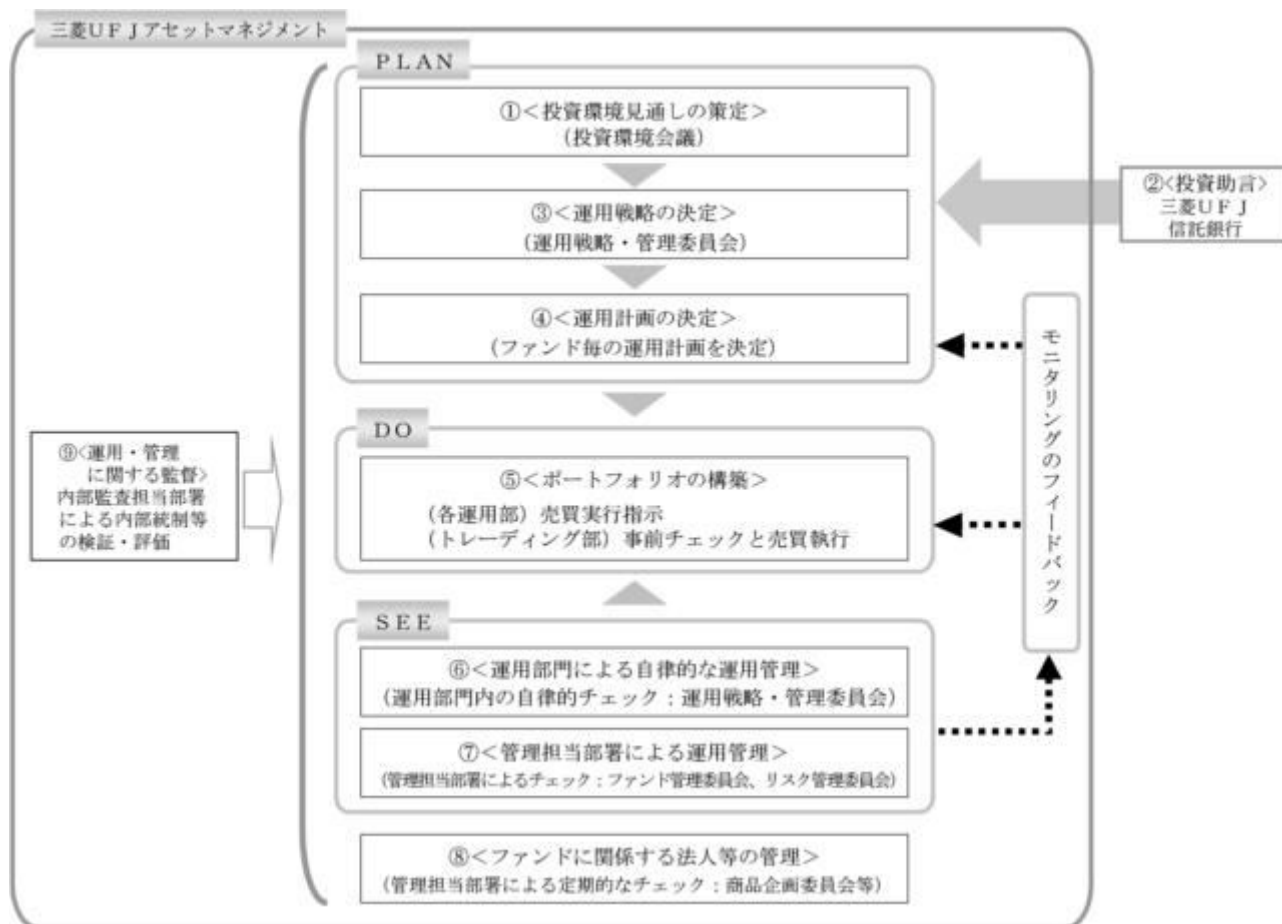 三菱UFJアセットマネジメント
PLAN
①<投資環境見通しの策定>
(投資環境会議)
②<投資助言>
三菱UFJ
信託銀行
③<運用戦略の決定>
(運用戦略・管理委員会)
④<運用計画の決定>
(ファンド毎の運用計画を決定)
モニタリングのフィードバック
DO
⑤<ポートフォリオの構築>
(各運用部) 売買実行指示
(トレーディング部) 事前チェックと売買執行
⑨<運用・管理
に関する監督>
内部監査担当部署
による内部統制等
の検証・評価
SEE
⑥<運用部門による自律的な運用管理>
(運用部門内の自律的チェック:運用戦略・管理委員会)
⑦<管理担当部署による運用管理>
(管理担当部署によるチェック:ファンド管理委員会、リスク管理委員会)
⑧<ファンドに関係する法人等の管理>
(管理担当部署による定期的なチェック:商品企画委員会等)